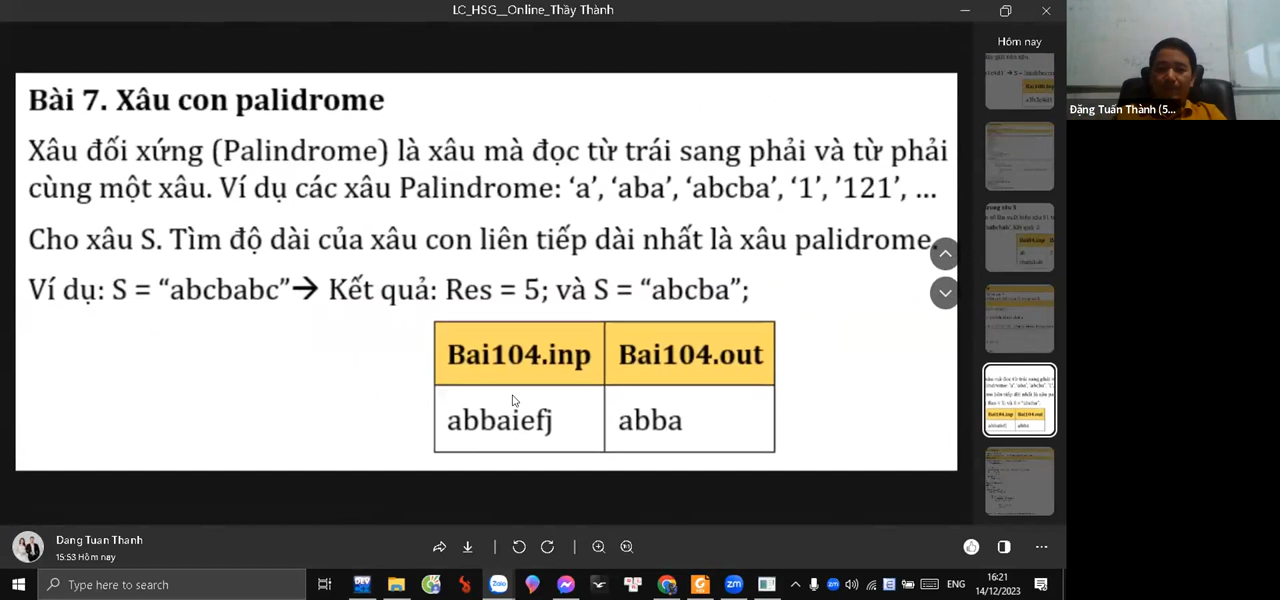 LC_HSG__Online_Thầy Thành
Hôm nay
Đặng Tuấn Thành (5...
Bài 7. Xâu con palidrome
Xâu đối xứng (Palindrome) là xâu mà đọc từ trái sang phải và từ phải
cùng một xâu. Ví dụ các xâu Palindrome: ‘a’, ‘aba’, ‘abcba’, ‘1’, ’121’, ...
Cho xâu S. Tìm độ dài của xâu con liên tiếp dài nhất là xâu palidrome.
Ví dụ: S = “abcbabc”→ Kết quả: Res = 5; và S = “abcba”;
Bai104.inp Bai104.out
abbaiefj abba
Dang Tuan Thanh
15:53 Hôm nay
Type here to search
DEV
Zalo
zm
ENG
16:21
14/12/2023